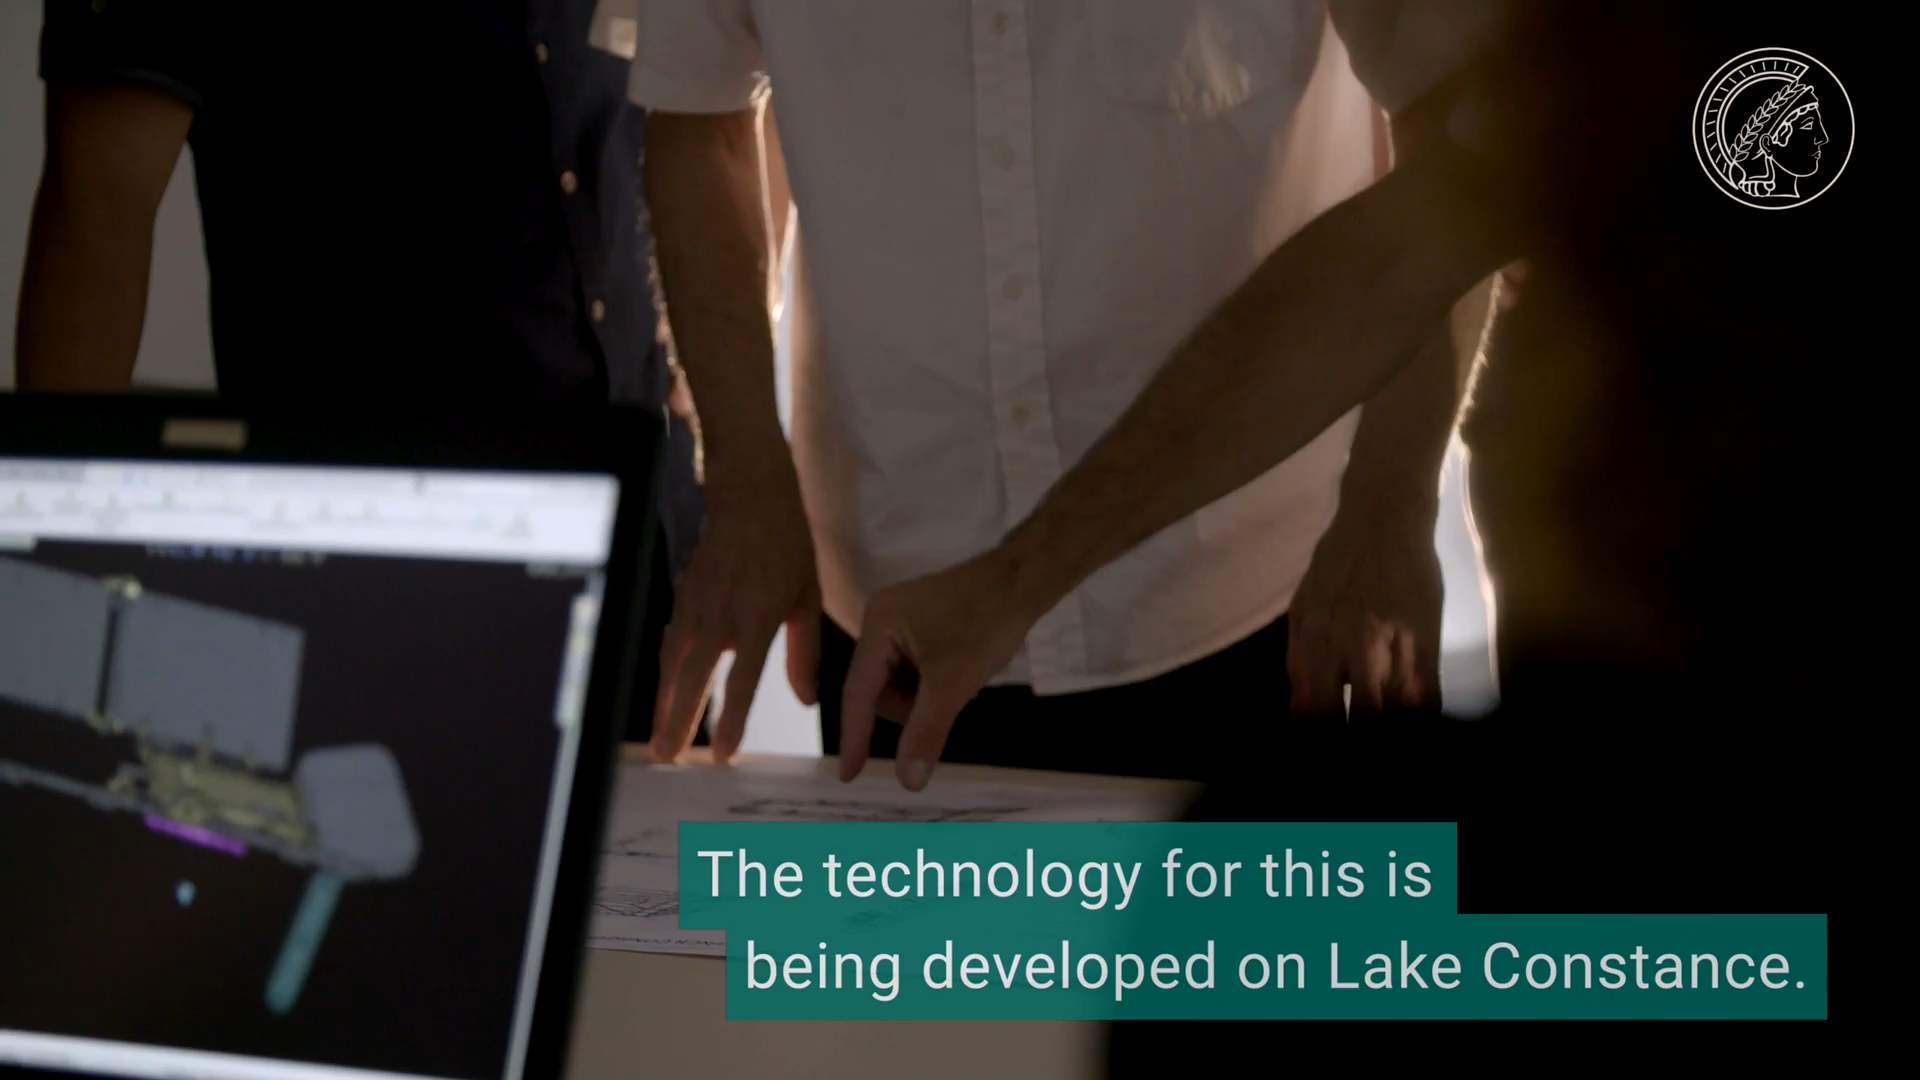 The technology for this is
being developed on Lake Constance.